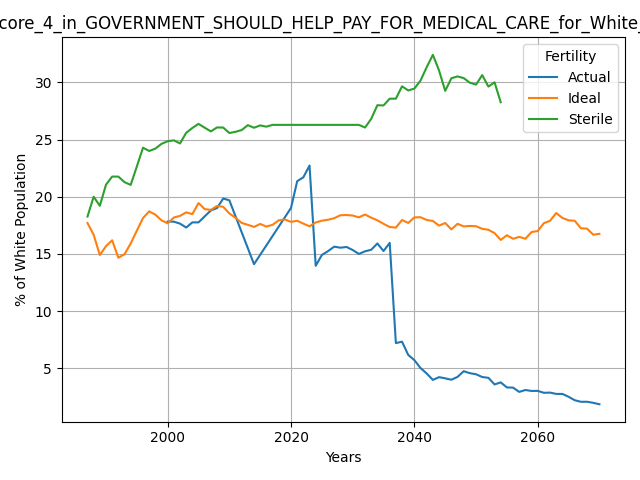 core_4_in_GOVERNMENT_SHOULD_HELP_PAY_FOR_MEDICAL_CARE_for_White_
Fertility
Actual
Ideal
Sterile
% of White Population
30
25
20
15
10
5
2000
2020
2040
2060
Years